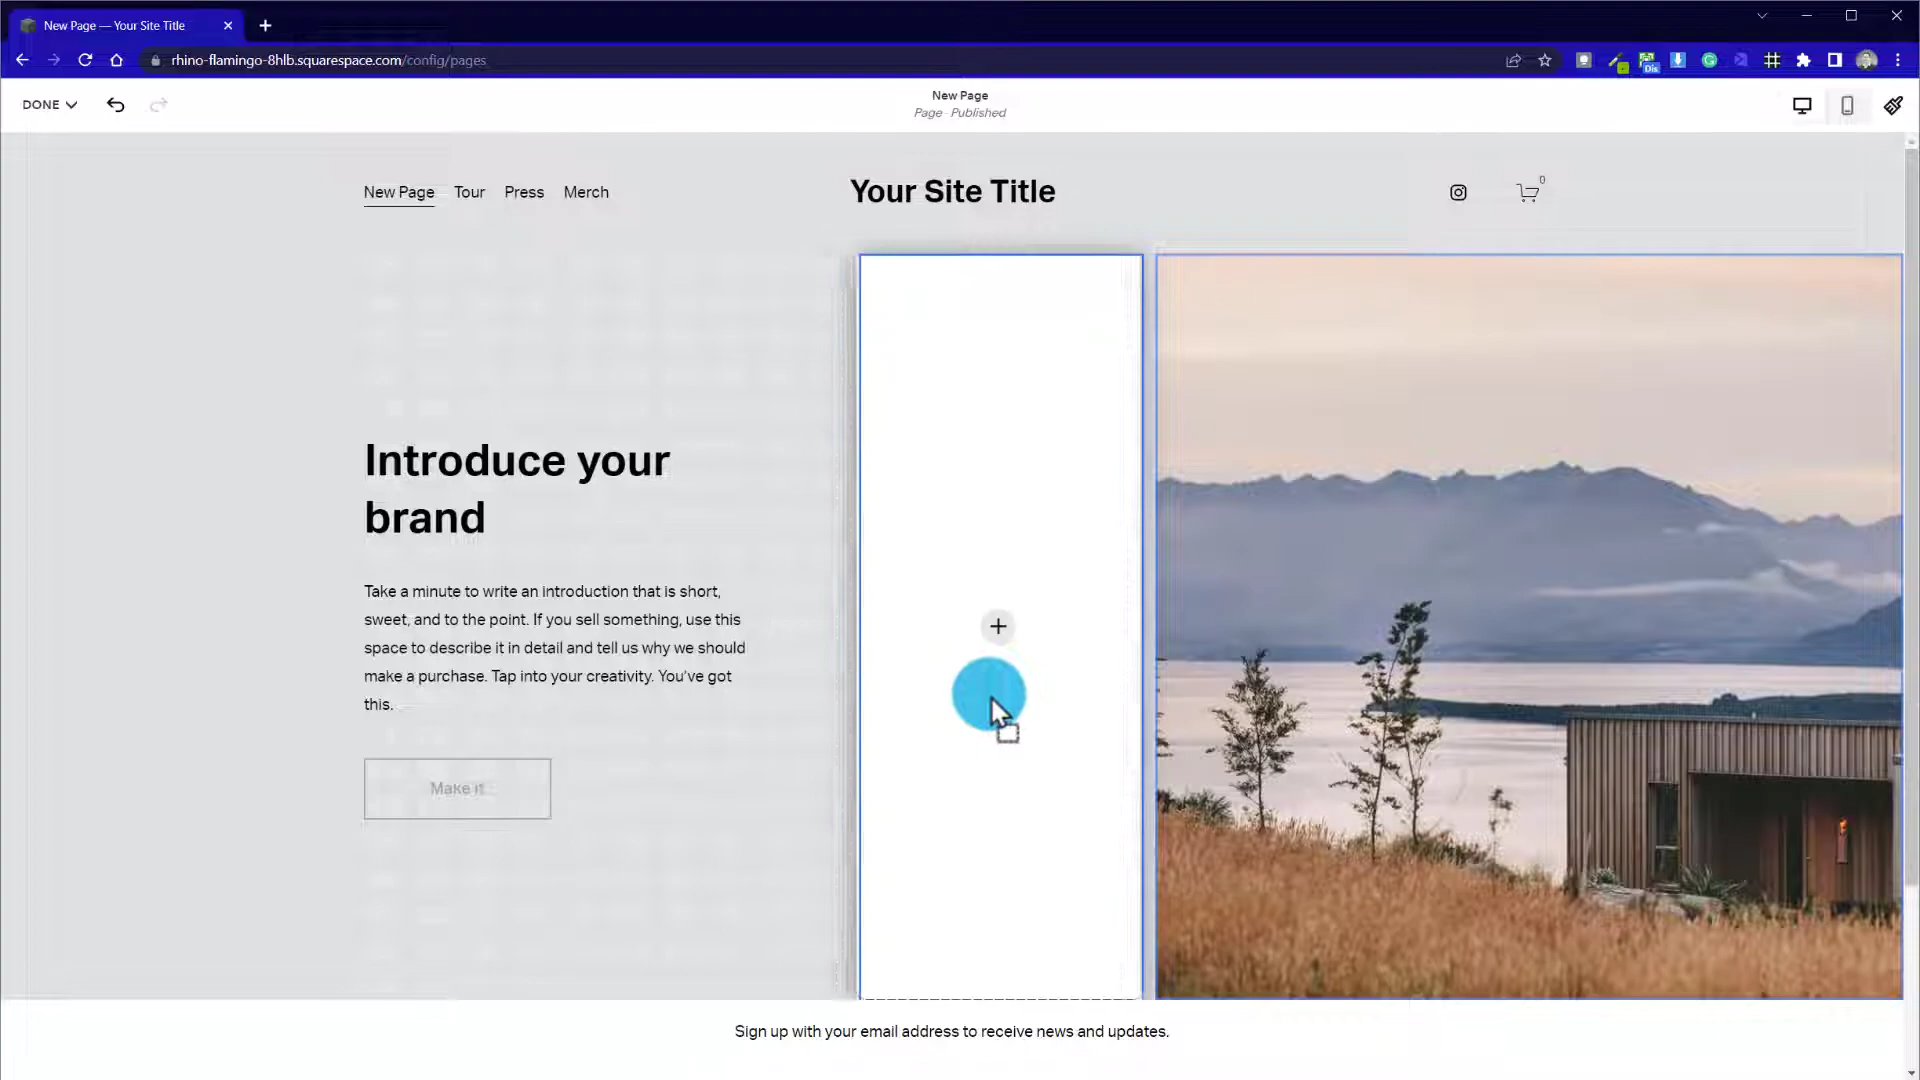 New Page — Your Site Title
rhino-flamingo-8hlb.squarespace.com/config/pages
Dis
DONE
New Page
Page · Published
New Page Tour Press Merch
Your Site Title
0
Introduce your
brand
Take a minute to write an introduction that is short,
sweet, and to the point. If you sell something, use this
space to describe it in detail and tell us why we should
make a purchase. Tap into your creativity. You’ve got
this.
Make it
Sign up with your email address to receive news and updates.